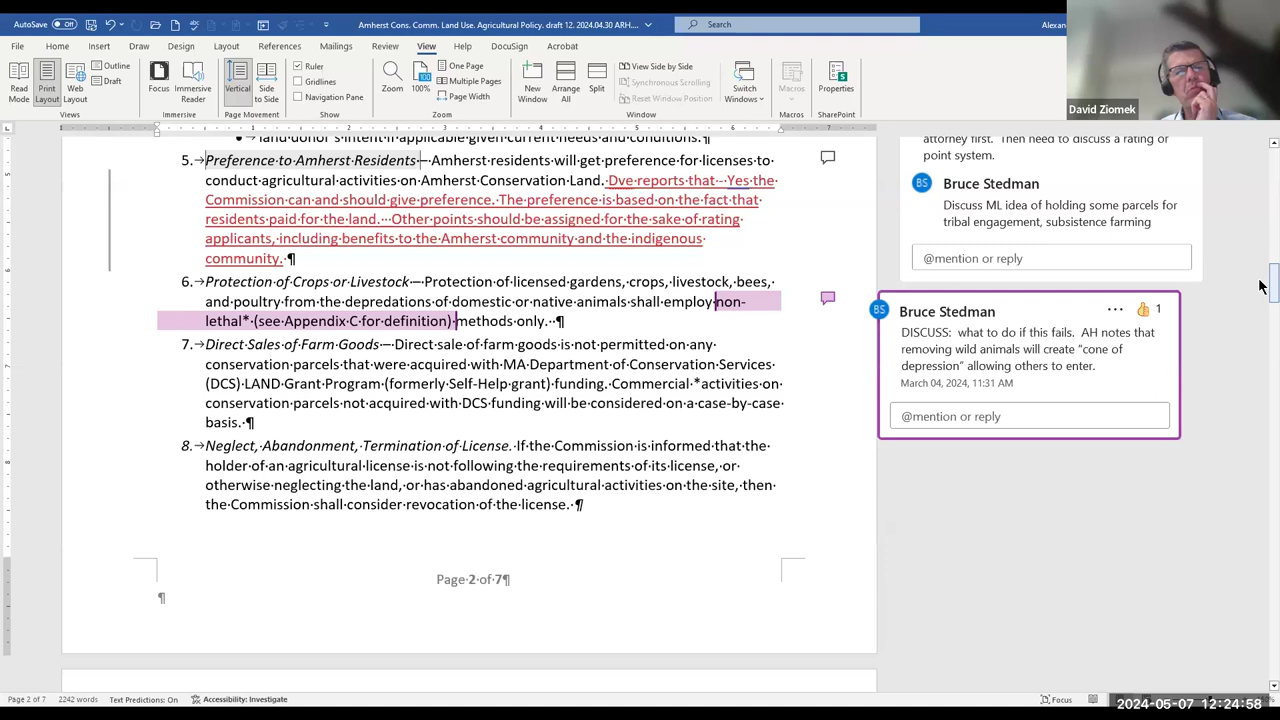 AutoSave Off
Amherst Cons. Comm. Land Use. Agricultural Policy. draft 12. 2024.04.30 ARH....
Search
File Home Insert Draw Design Layout References Mailings Review View Help DocuSign Acrobat
Read Mode
Print Layout
Web Layout
Outline
Draft
Views
Focus
Immersive Reader
Immersive
Vertical
Side to Side
Page Movement
Ruler
Gridlines
Navigation Pane
Show
Zoom
100%
One Page
Multiple Pages
Page Width
Zoom
New Window
Arrange All
Split
View Side by Side
Synchronous Scrolling
Reset Window Position
Switch Windows
Window
Macros
Macros
Properties
SharePoint
David Ziomek
land donor's intent if applicable given current needs and conditions.¶
5.→Preference to Amherst Residents – Amherst residents will get preference for licenses to
conduct agricultural activities on Amherst Conservation Land. Dve reports that - Yes the
Commission can and should give preference. The preference is based on the fact that
residents paid for the land. Other points should be assigned for the sake of rating
applicants, including benefits to the Amherst community and the indigenous
community. ¶
6.→Protection of Crops or Livestock – Protection of licensed gardens, crops, livestock, bees,
and poultry from the depredations of domestic or native animals shall employ non-
lethal* (see Appendix C for definition) methods only. ¶
7.→Direct Sales of Farm Goods – Direct sale of farm goods is not permitted on any
conservation parcels that were acquired with MA Department of Conservation Services
(DCS) LAND Grant Program (formerly Self-Help grant) funding. Commercial *activities on
conservation parcels not acquired with DCS funding will be considered on a case-by-case
basis. ¶
8.→Neglect, Abandonment, Termination of License. If the Commission is informed that the
holder of an agricultural license is not following the requirements of its license, or
otherwise neglecting the land, or has abandoned agricultural activities on the site, then
the Commission shall consider revocation of the license. ¶
Page 2 of 7¶
¶
attorney first. Then need to discuss a rating or
point system.
BS Bruce Stedman
Discuss ML idea of holding some parcels for
tribal engagement, subsistence farming
@mention or reply
BS Bruce Stedman ... 1
DISCUSS: what to do if this fails. AH notes that
removing wild animals will create "cone of
depression" allowing others to enter.
March 04, 2024, 11:31 AM
@mention or reply
Page 2 of 7 2242 words Text Predictions: On Accessibility: Investigate Focus
2024-05-07 12:24:58